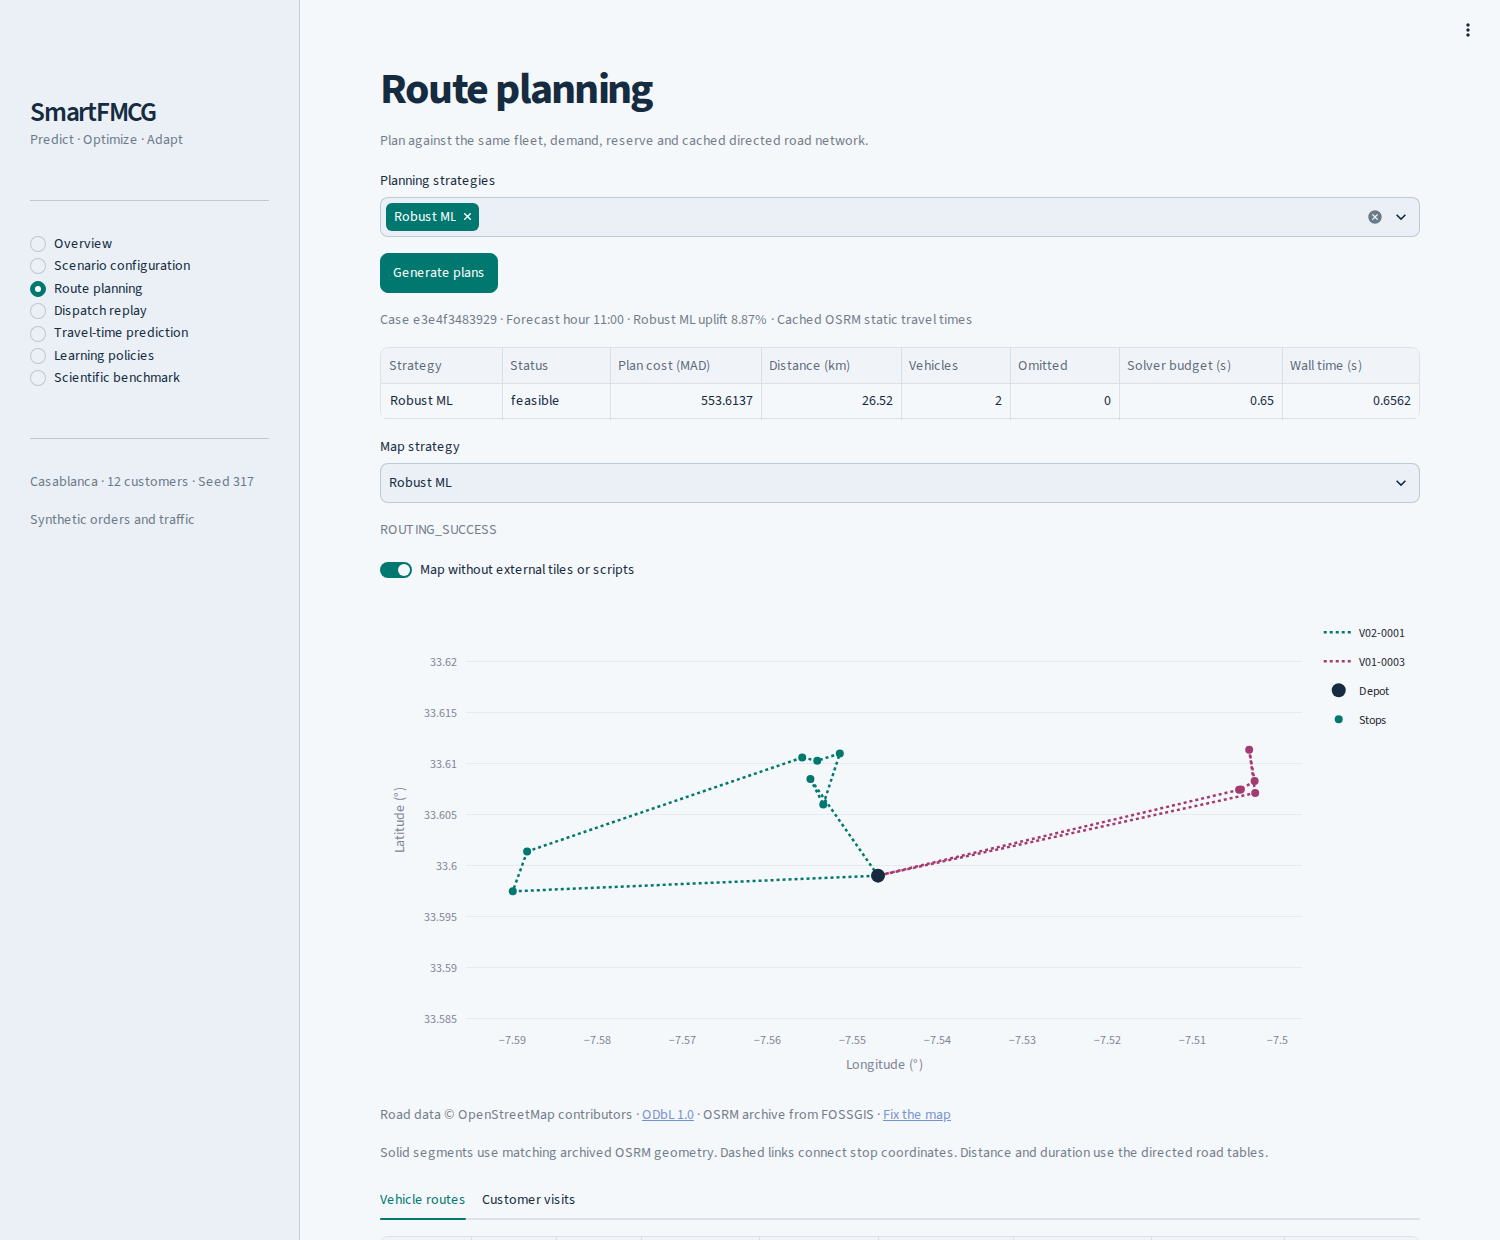 SmartFMCG
Predict · Optimize · Adapt
Overview
Scenario configuration
Route planning
Dispatch replay
Travel-time prediction
Learning policies
Scientific benchmark
Casablanca · 12 customers · Seed 317
Synthetic orders and traffic
Route planning
Plan against the same fleet, demand, reserve and cached directed road network.
Planning strategies
Robust ML
Generate plans
Case e3e4f3483929 · Forecast hour 11:00 · Robust ML uplift 8.87% · Cached OSRM static travel times
Strategy Status Plan cost (MAD) Distance (km) Vehicles Omitted Solver budget (s) Wall time (s)
Robust ML feasible 553.6137 26.52 2 0 0.65 0.6562
Map strategy
Robust ML
ROUTING_SUCCESS
Map without external tiles or scripts
V02-0001
V01-0003
Depot
Stops
33.62
33.615
33.61
33.605
33.6
33.595
33.59
33.585
Latitude (°)
−7.59 −7.58 −7.57 −7.56 −7.55 −7.54 −7.53 −7.52 −7.51 −7.5
Longitude (°)
Road data © OpenStreetMap contributors · ODbL 1.0 · OSRM archive from FOSSGIS · Fix the map
Solid segments use matching archived OSRM geometry. Dashed links connect stop coordinates. Distance and duration use the directed road tables.
Vehicle routes Customer visits